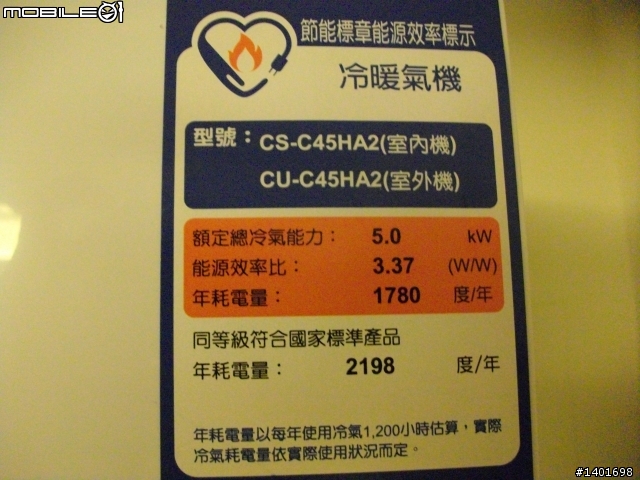 mobile01
節能標章能源效率標示
冷暖氣機
型號：CS-C45HA2(室內機)
CU-C45HA2(室外機)
額定總冷氣能力： 5.0 kW
能源效率比： 3.37 (W/W)
年耗電量： 1780 度/年
同等級符合國家標準產品
年耗電量： 2198 度/年
年耗電量以每年使用冷氣1,200小時估算，實際
冷氣耗電量依實際使用狀況而定。
#1401698